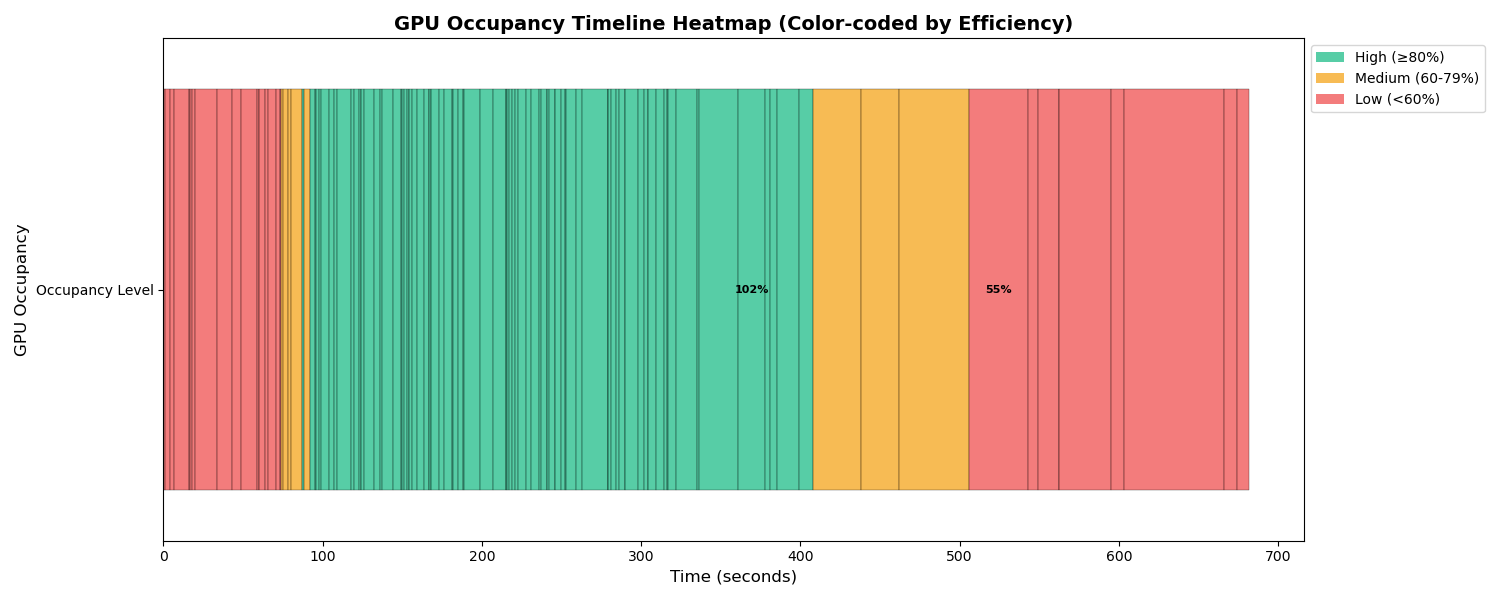 GPU Occupancy Timeline Heatmap (Color-coded by Efficiency)
High (≥80%)
Medium (60-79%)
Low (<60%)
GPU Occupancy
Occupancy Level
102%
55%
0 100 200 300 400 500 600 700
Time (seconds)